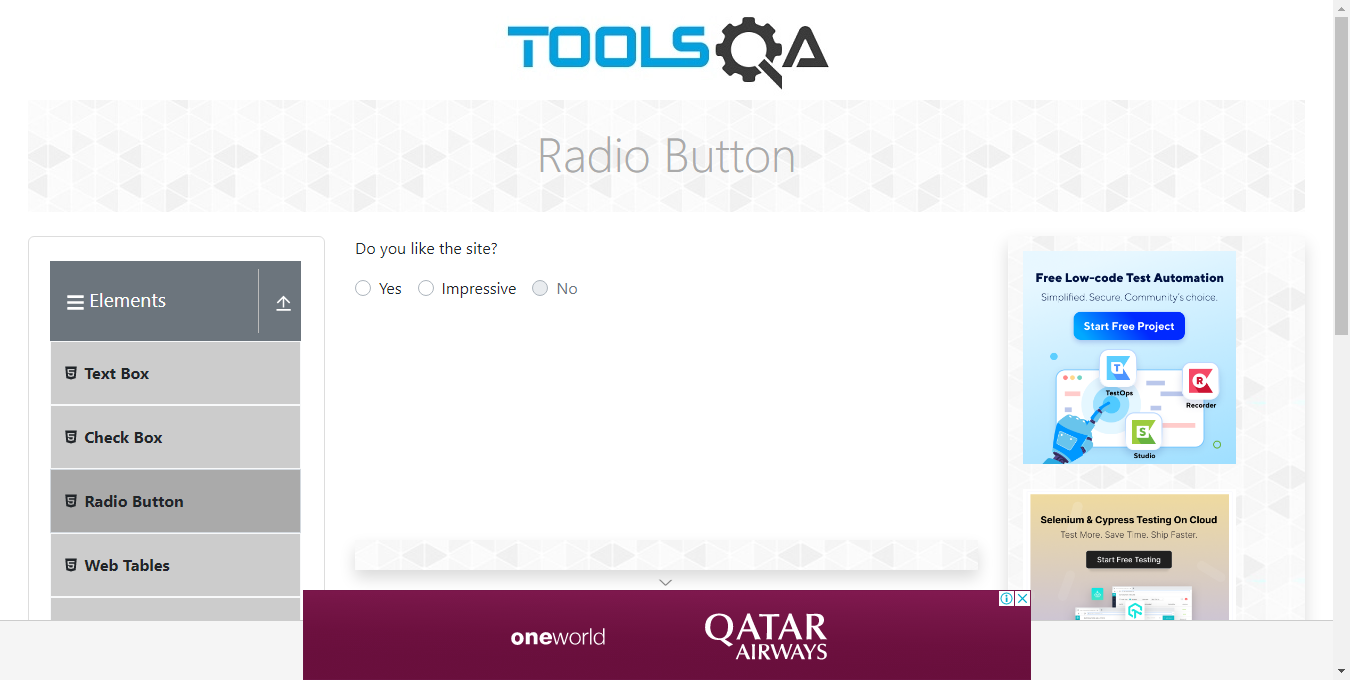 TOOLSQA
Radio Button
Elements
Text Box
Check Box
Radio Button
Web Tables
Do you like the site?
Yes Impressive No
Free Low-code Test Automation
Simplified. Secure. Community's choice.
Start Free Project
T
TestOps
R
Recorder
S
Studio
Selenium & Cypress Testing On Cloud
Test More. Save Time. Ship Faster.
Start Free Testing
oneworld
QATAR
AIRWAYS